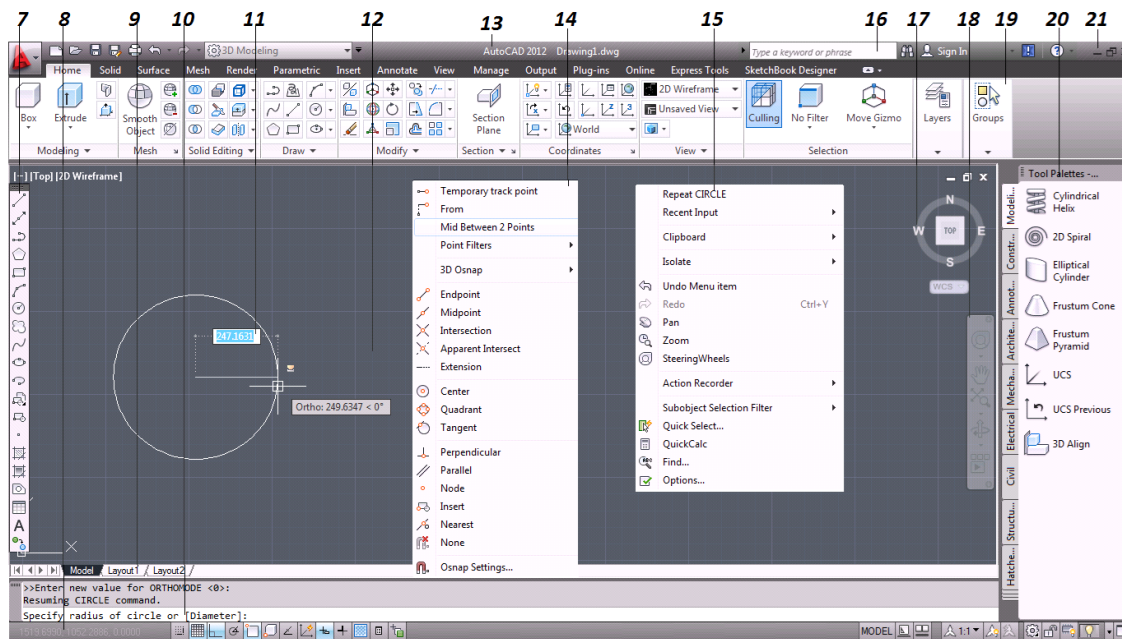 7 8 9 10 11 12 13 14 15 16 17 18 19 20 21
3D Modeling AutoCAD 2012 Drawing1.dwg Type a keyword or phrase Sign In
Home Solid Surface Mesh Render Parametric Insert Annotate View Manage Output Plug-ins Online Express Tools SketchBook Designer
2D Wireframe
Unsaved View
Box Extrude Smooth Object Section Plane World Culling No Filter Move Gizmo Layers Groups
Modeling Mesh Solid Editing Draw Modify Section Coordinates View Selection
[-] [Top] [2D Wireframe]
247.1631
Ortho: 249.6347 < 0°
Temporary track point
From
Mid Between 2 Points
Point Filters
3D Osnap
Endpoint
Midpoint
Intersection
Apparent Intersect
Extension
Center
Quadrant
Tangent
Perpendicular
Parallel
Node
Insert
Nearest
None
Osnap Settings...
Repeat CIRCLE
Recent Input
Clipboard
Isolate
Undo Menu item
Redo Ctrl+Y
Pan
Zoom
SteeringWheels
Action Recorder
Subobject Selection Filter
Quick Select...
QuickCalc
Find...
Options...
N
W TOP E
S
WCS
Tool Palettes -...
Modeli...
Constr...
Annot...
Archite...
Mecha...
Electrical
Civil
Structu...
Hatche...
Cylindrical
Helix
2D Spiral
Elliptical
Cylinder
Frustum Cone
Frustum
Pyramid
UCS
UCS Previous
3D Align
A
X
Model Layout1 Layout2
>>Enter new value for ORTHOMODE <0>:
Resuming CIRCLE command.
Specify radius of circle or [Diameter]:
MODEL 1:1